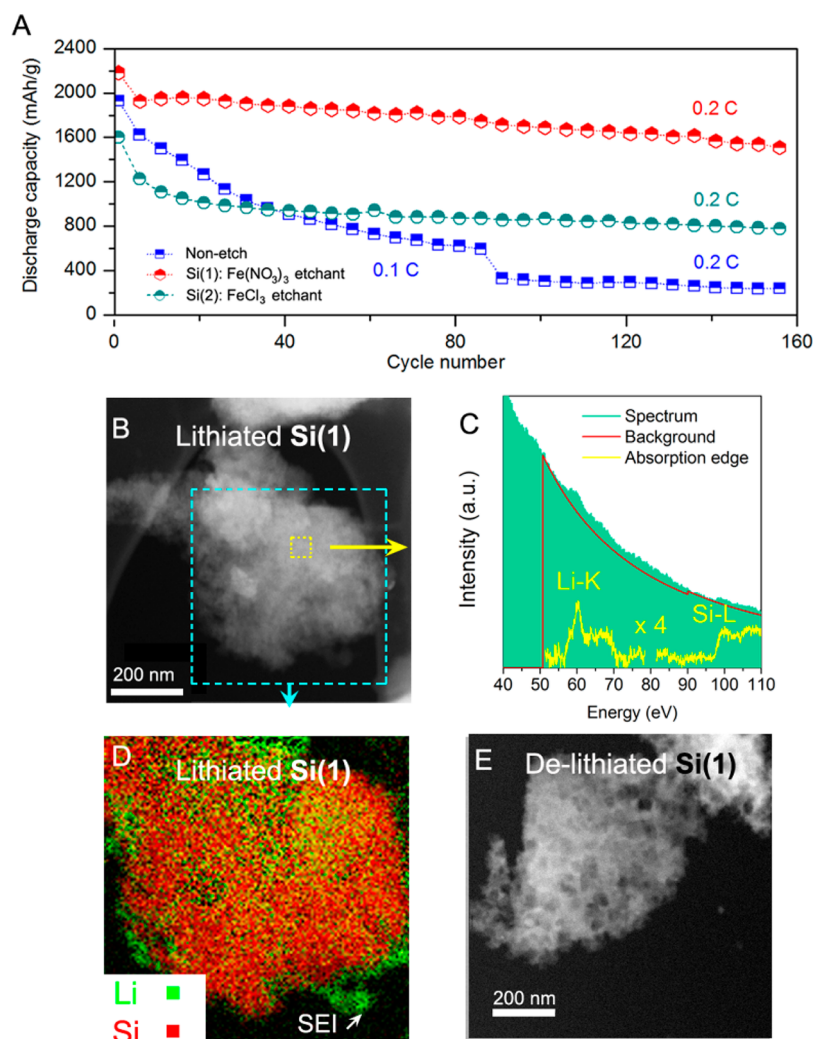 A
Discharge capacity (mAh/g)
2400
2000
1600
1200
800
400
0
0.2 C
0.2 C
0.1 C
0.2 C
Non-etch
Si(1): Fe(NO₃)₃ etchant
Si(2): FeCl₃ etchant
0
40
80
120
160
Cycle number
B
Lithiated Si(1)
200 nm
C
Spectrum
Background
Absorption edge
Intensity (a.u.)
Li-K
x 4
Si-L
40 50 60 70 80 90 100 110
Energy (eV)
D
Lithiated Si(1)
Li
Si
SEI
E
De-lithiated Si(1)
200 nm